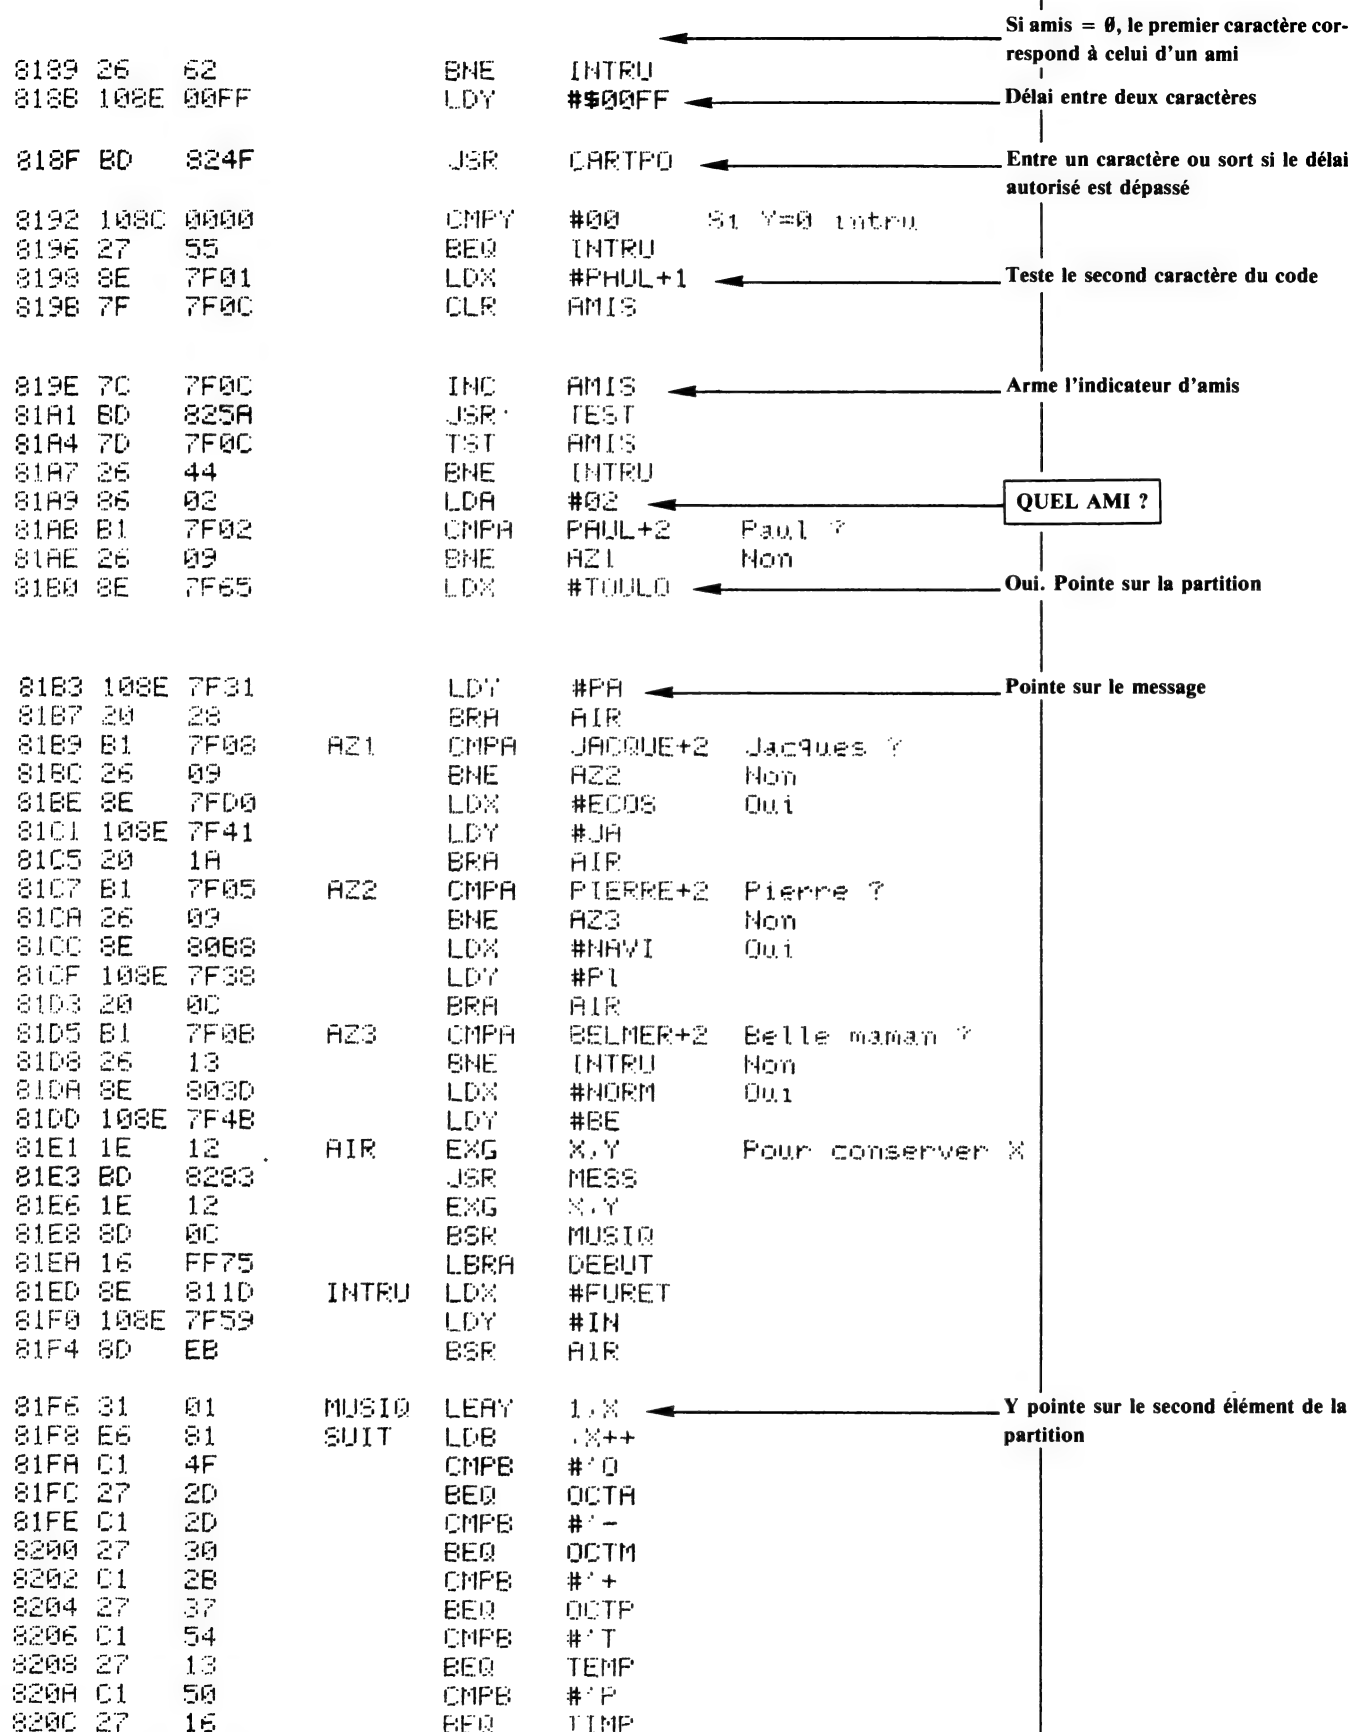 Si amis = 0, le premier caractère cor-
respond à celui d'un ami
8189 26 62 BNE INTRU
818B 108E 00FF LDY #$00FF Délai entre deux caractères
818F BD 824F JSR CARTPO Entre un caractère ou sort si le délai
autorisé est dépassé
8192 108C 0000 CMPY #00 Si Y=0 intru
8196 27 55 BEQ INTRU
8198 8E 7F01 LDX #PAUL+1 Teste le second caractère du code
819B 7F 7F0C CLR AMIS
819E 7C 7F0C INC AMIS Arme l'indicateur d'amis
81A1 BD 825A JSR TEST
81A4 7D 7F0C TST AMIS
81A7 26 44 BNE INTRU
81A9 86 02 LDA #02 QUEL AMI ?
81AB B1 7F02 CMPA PAUL+2 Paul ?
81AE 26 09 BNE AZ1 Non
81B0 8E 7F65 LDX #TOULO Oui. Pointe sur la partition
81B3 108E 7F31 LDY #PA Pointe sur le message
81B7 20 28 BRA AIR
81B9 B1 7F08 AZ1 CMPA JACQUE+2 Jacques ?
81BC 26 09 BNE AZ2 Non
81BE 8E 7FD0 LDX #ECOS Oui
81C1 108E 7F41 LDY #JA
81C5 20 1A BRA AIR
81C7 B1 7F05 AZ2 CMPA PIERRE+2 Pierre ?
81CA 26 09 BNE AZ3 Non
81CC 8E 80B8 LDX #NAVI Oui
81CF 108E 7F38 LDY #PI
81D3 20 0C BRA AIR
81D5 B1 7F0B AZ3 CMPA BELMER+2 Belle maman ?
81D8 26 13 BNE INTRU Non
81DA 8E 803D LDX #NORM Oui
81DD 108E 7F4B LDY #BE
81E1 1E 12 AIR EXG X,Y Pour conserver X
81E3 BD 8283 JSR MESS
81E6 1E 12 EXG X,Y
81E8 8D 0C BSR MUSIQ
81EA 16 FF75 LBRA DEBUT
81ED 8E 811D INTRU LDX #FURET
81F0 108E 7F59 LDY #IN
81F4 8D EB BSR AIR
81F6 31 01 MUSIQ LEAY 1,X Y pointe sur le second élément de la
partition
81F8 E6 81 SUIT LDB ,X++
81FA C1 4F CMPB #'O
81FC 27 2D BEQ OCTA
81FE C1 2D CMPB #'-
8200 27 30 BEQ OCTM
8202 C1 2B CMPB #'+
8204 27 37 BEQ OCTP
8206 C1 54 CMPB #'T
8208 27 13 BEQ TEMP
820A C1 50 CMPB #'P
820C 27 16 BEQ TIMP